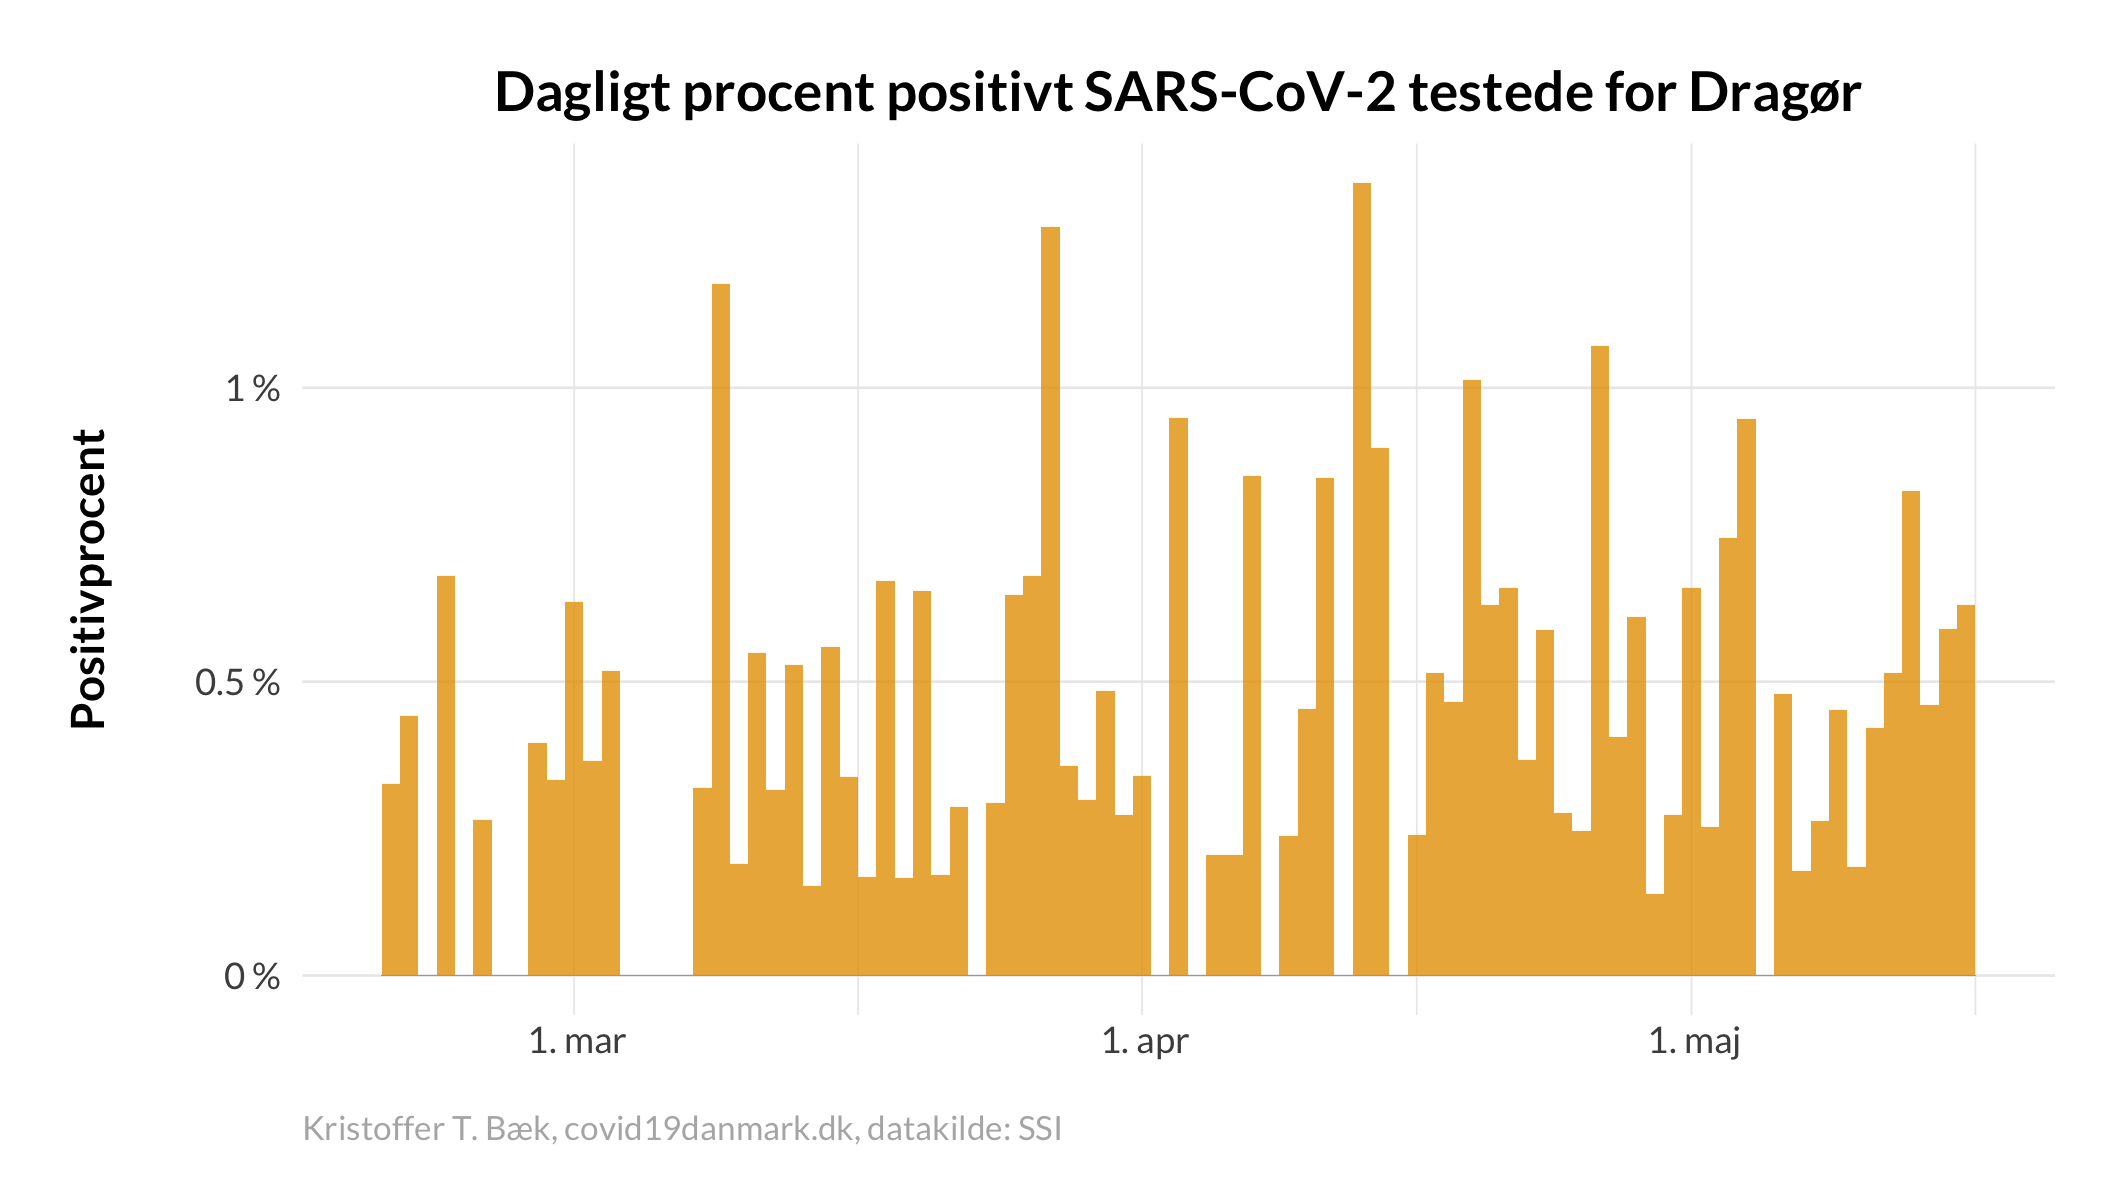 Dagligt procent positivt SARS-CoV-2 testede for Dragør
Positivprocent
1 %
0.5 %
0 %
1. mar
1. apr
1. maj
Kristoffer T. Bæk, covid19danmark.dk, datakilde: SSI